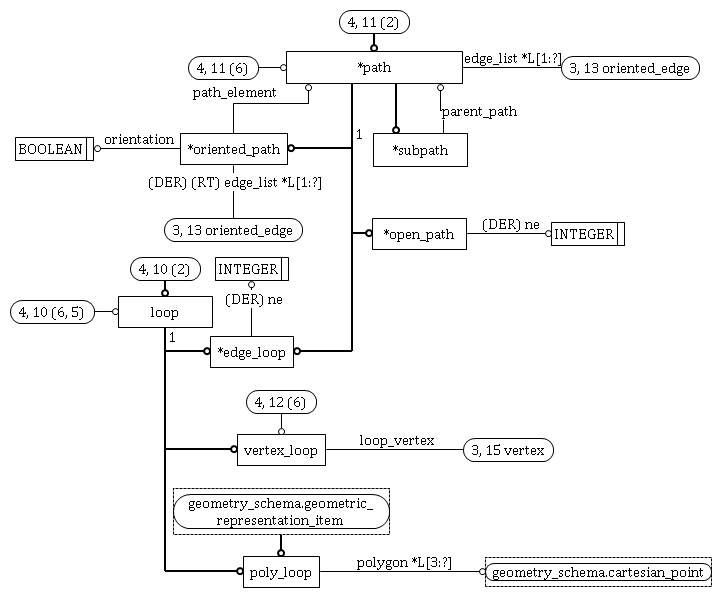 4, 11 (2)
4, 11 (6)
*path
edge_list *L[1:?]
3, 13 oriented_edge
path_element
parent_path
1
BOOLEAN
orientation
*oriented_path
*subpath
(DER) (RT) edge_list *L[1:?]
3, 13 oriented_edge
*open_path
(DER) ne
INTEGER
4, 10 (2)
INTEGER
4, 10 (6, 5)
loop
(DER) ne
1
*edge_loop
4, 12 (6)
vertex_loop
loop_vertex
3, 15 vertex
geometry_schema.geometric_
representation_item
poly_loop
polygon *L[3:?]
geometry_schema.cartesian_point